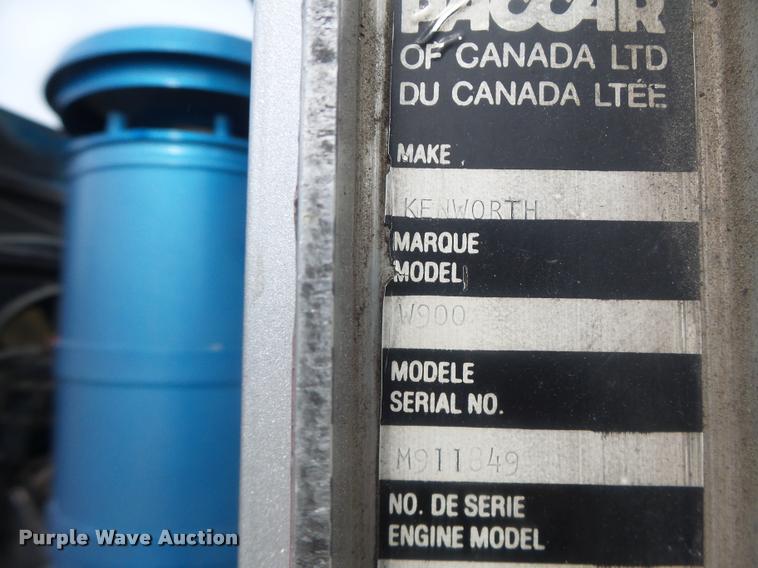 PACCAR
OF CANADA LTD
DU CANADA LTÉE
MAKE
KENWORTH
MARQUE
MODEL
W900
MODELE
SERIAL NO.
M911849
NO. DE SERIE
ENGINE MODEL
Purple Wave Auction